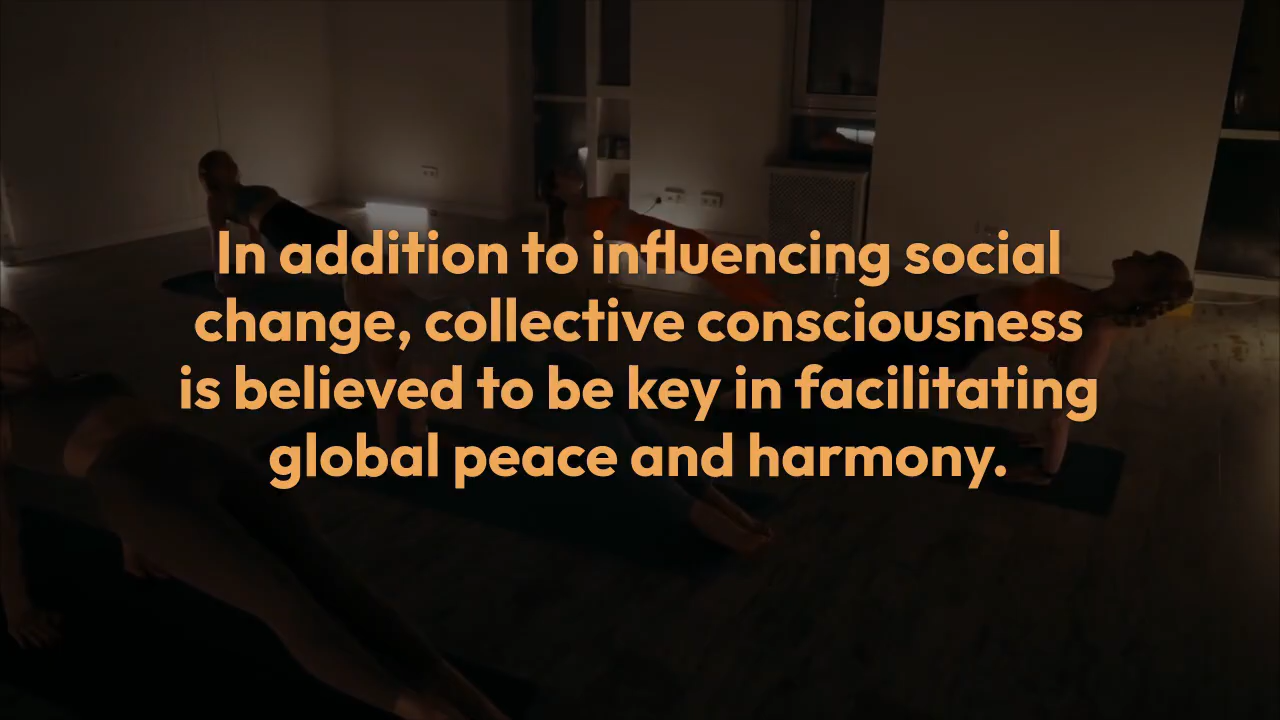 In addition to influencing social
change, collective consciousness
is believed to be key in facilitating
global peace and harmony.